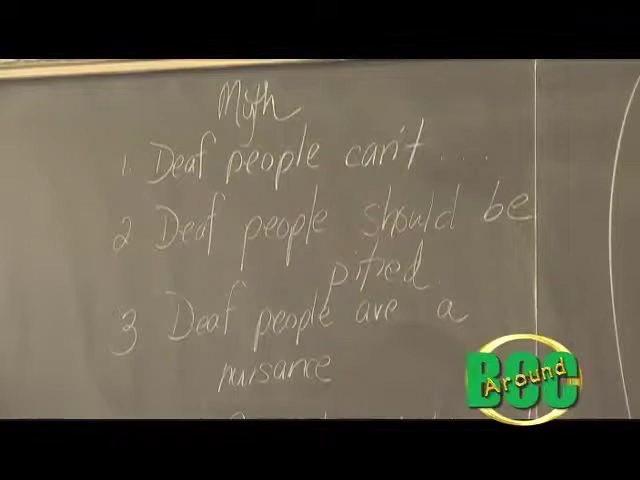 Myth
1. Deaf people can't ....
2 Deaf people should be
pitied.
3 Deaf people are a
nuisance
BCC
Around